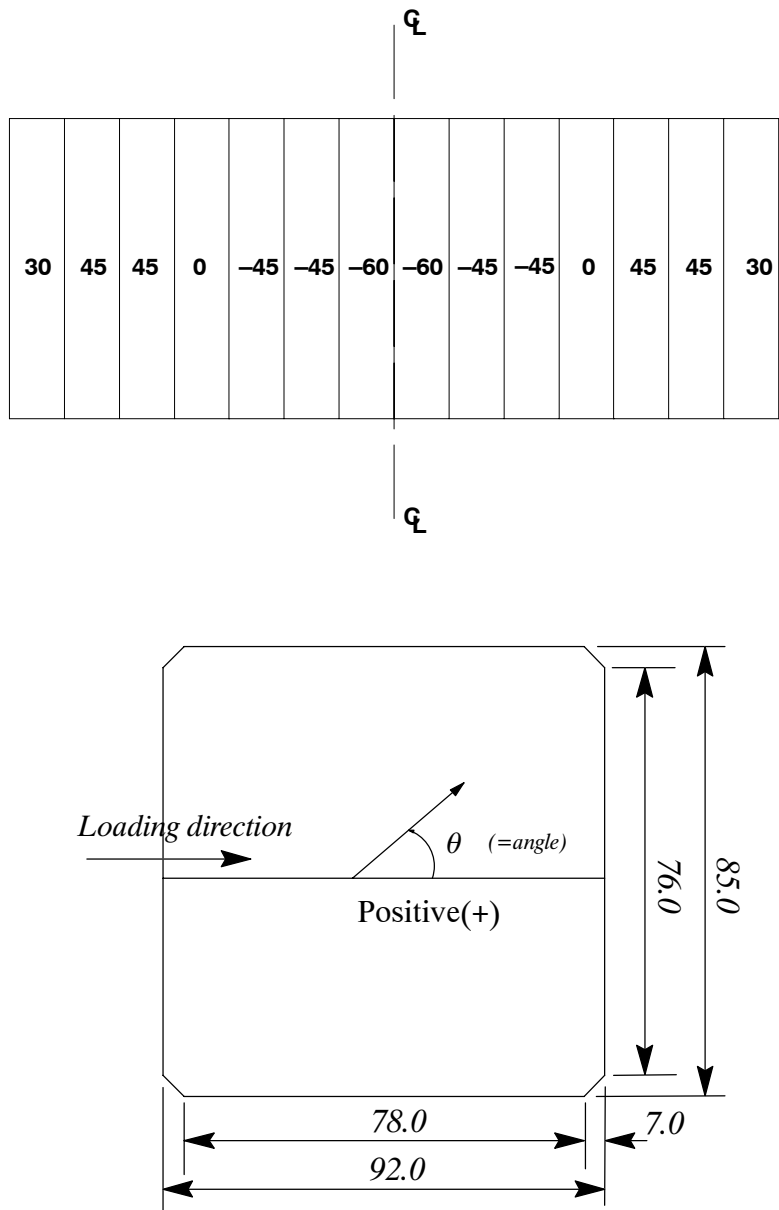 CL
30 45 45 0 –45 –45 –60 –60 –45 –45 0 45 45 30
CL
Loading direction
θ (=angle)
Positive(+)
76.0
85.0
78.0
7.0
92.0